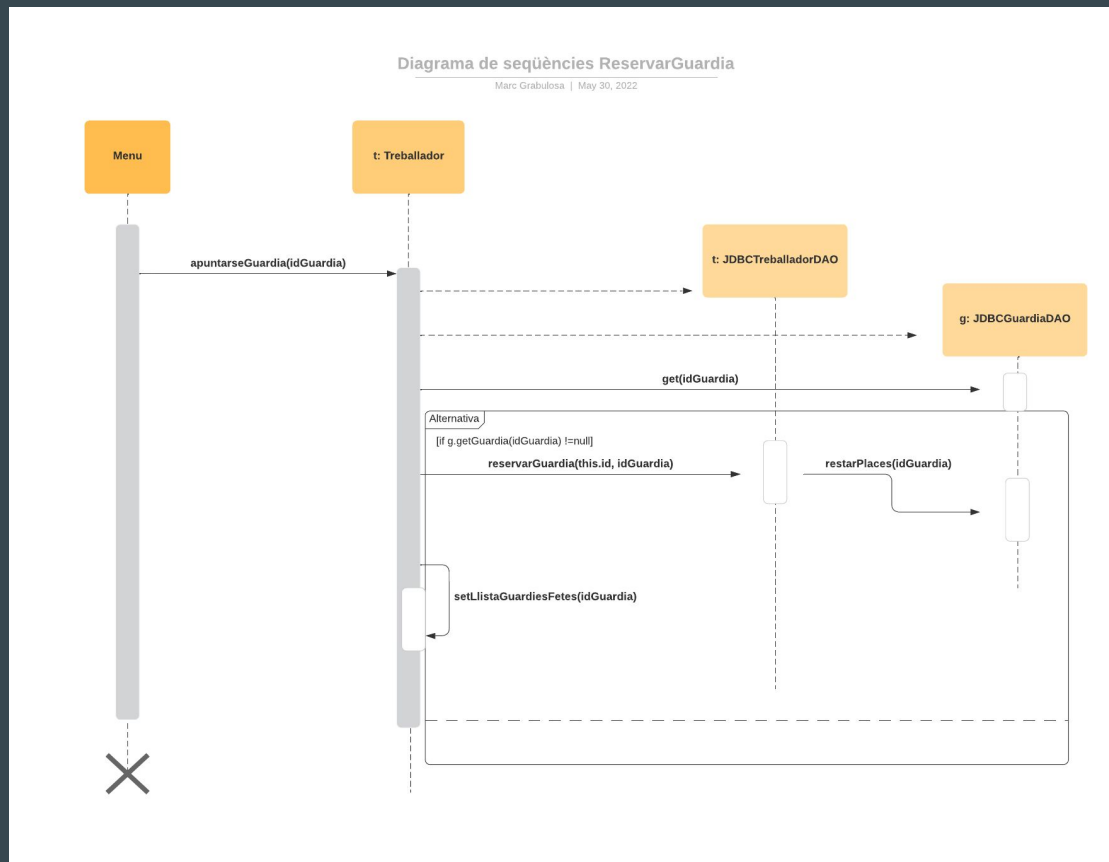 Diagrama de seqüències ReservarGuardia
Marc Grabulosa | May 30, 2022
Menu
t: Treballador
t: JDBCTreballadorDAO
apuntarseGuardia(idGuardia)
g: JDBCGuardiaDAO
get(idGuardia)
Alternativa
[if g.getGuardia(idGuardia) !=null]
reservarGuardia(this.id, idGuardia)
restarPlaces(idGuardia)
setLlistaGuardiesFetes(idGuardia)